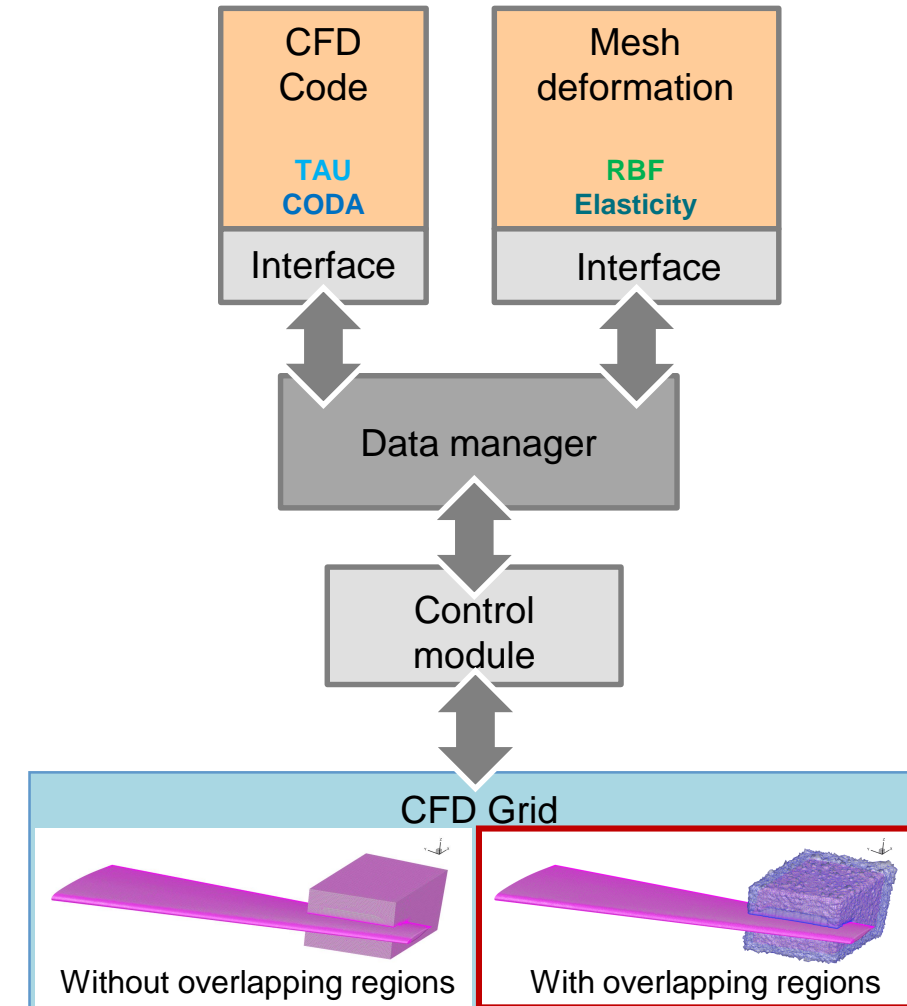 CFD
Code
TAU
CODA
Interface
Mesh
deformation
RBF
Elasticity
Interface
Data manager
Control
module
CFD Grid
Without overlapping regions
With overlapping regions